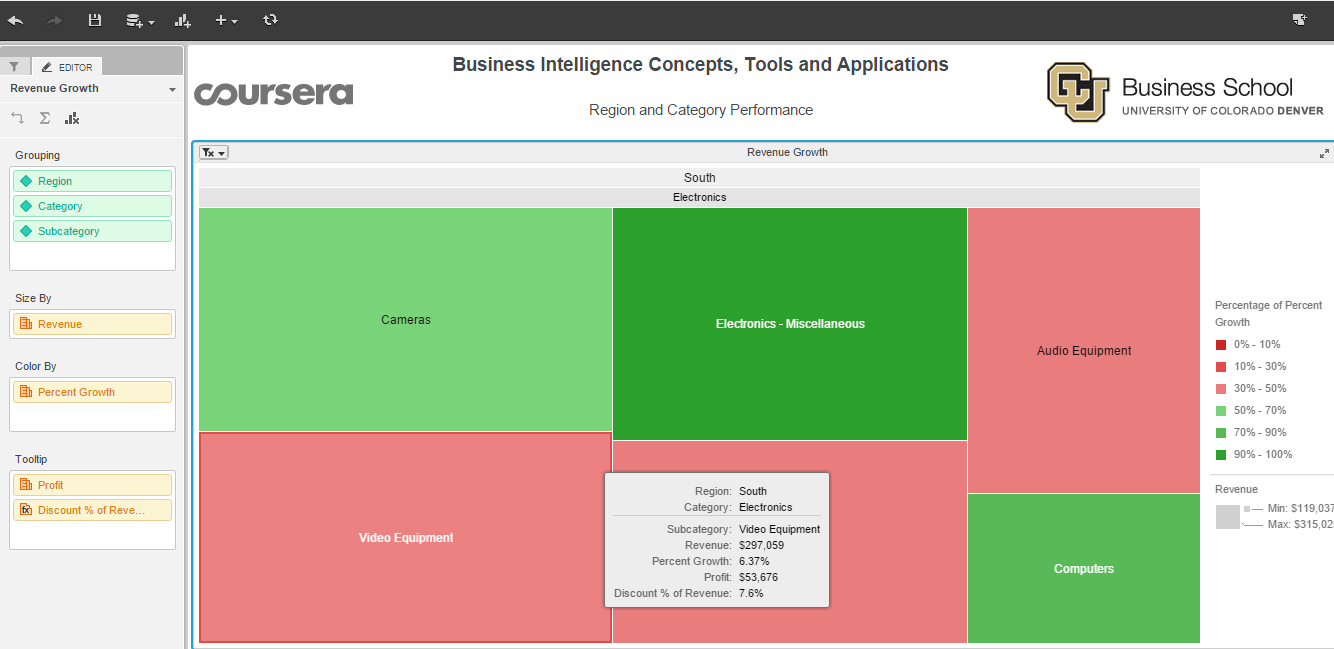 Business Intelligence Concepts, Tools and Applications
coursera
Region and Category Performance
CU
Business School
UNIVERSITY OF COLORADO DENVER
EDITOR
Revenue Growth
Grouping
Region
Category
Subcategory
Size By
Revenue
Color By
Percent Growth
Tooltip
Profit
fx
Discount % of Reve...
Revenue Growth
South
Electronics
Cameras
Electronics - Miscellaneous
Audio Equipment
Video Equipment
Computers
Region: South
Category: Electronics
Subcategory: Video Equipment
Revenue: $297,059
Percent Growth: 6.37%
Profit: $53,676
Discount % of Revenue: 7.6%
Percentage of Percent
Growth
0% - 10%
10% - 30%
30% - 50%
50% - 70%
70% - 90%
90% - 100%
Revenue
Min: $119,037
Max: $315,02